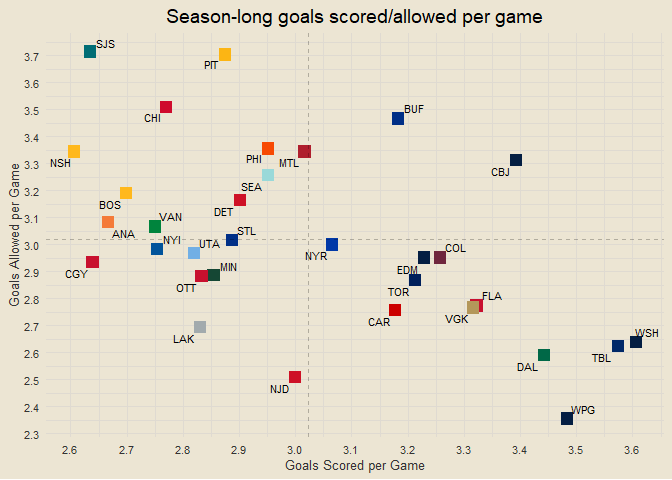 Season-long goals scored/allowed per game
SJS
PIT
CHI
BUF
NSH
PHI
MTL
CBJ
SEA
BOS
DET
VAN
ANA
NYI
STL
UTA
NYR
COL
CGY
MIN
EDM
OTT
TOR
FLA
CAR
VGK
LAK
WSH
TBL
DAL
NJD
WPG
3.7
3.6
3.5
3.4
3.3
3.2
3.1
3.0
2.9
2.8
2.7
2.6
2.5
2.4
2.3
Goals Allowed per Game
2.6 2.7 2.8 2.9 3.0 3.1 3.2 3.3 3.4 3.5 3.6
Goals Scored per Game